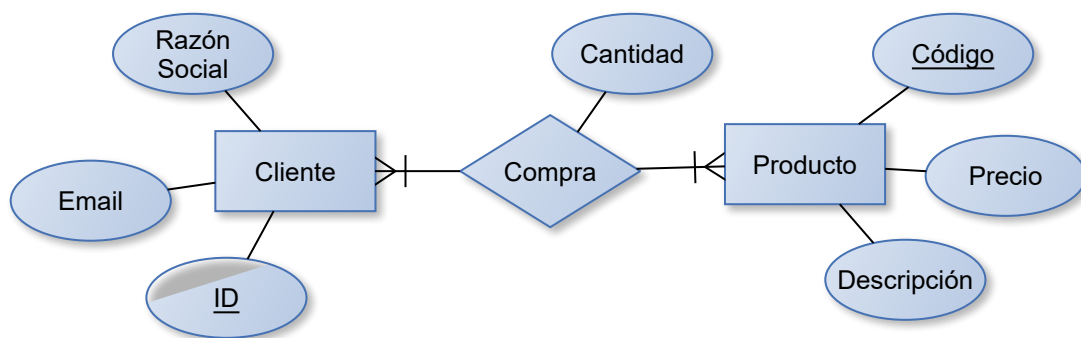 Razón
Social
Cantidad
Código
Cliente
Compra
Producto
Email
Precio
ID
Descripción